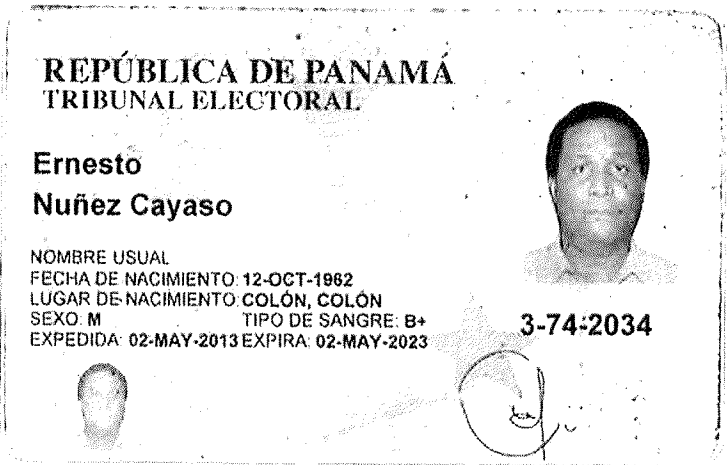 REPÚBLICA DE PANAMÁ
TRIBUNAL ELECTORAL
Ernesto
Nuñez Cayaso
NOMBRE USUAL
FECHA DE NACIMIENTO: 12-OCT-1962
LUGAR DE NACIMIENTO: COLÓN, COLÓN
SEXO: M TIPO DE SANGRE: B+
EXPEDIDA: 02-MAY-2013 EXPIRA: 02-MAY-2023
3-74-2034